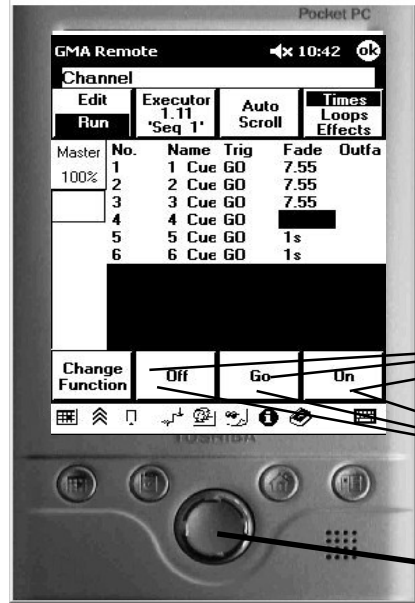 Pocket PC
GMA Remote 10:42 ok
Channel
Edit
Run
Executor
1.11
'Seq 1'
Auto
Scroll
Times
Loops
Effects
Master
100%
No. Name Trig Fade Outfa
1 1 Cue GO 7.55
2 2 Cue GO 7.55
3 3 Cue GO 7.55
4 4 Cue GO
5 5 Cue GO 1s
6 6 Cue GO 1s
Change
Function
Off
Go
On
TOSHIBA